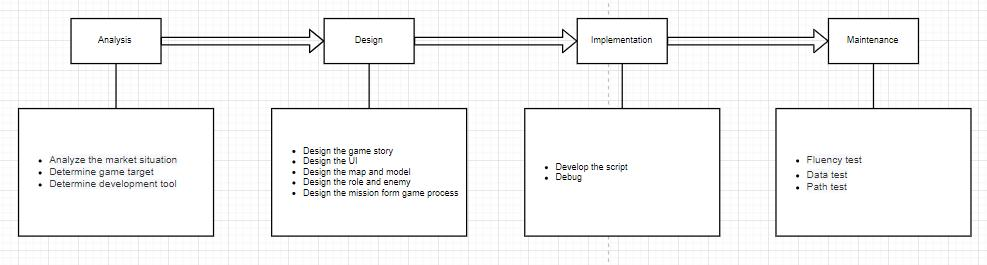 Analysis
Design
Implementation
Maintenance
Analyze the market situation
Determine game target
Determine development tool
Design the game story
Design the UI
Design the map and model
Design the role and enemy
Design the mission form game process
Develop the script
Debug
Fluency test
Data test
Path test